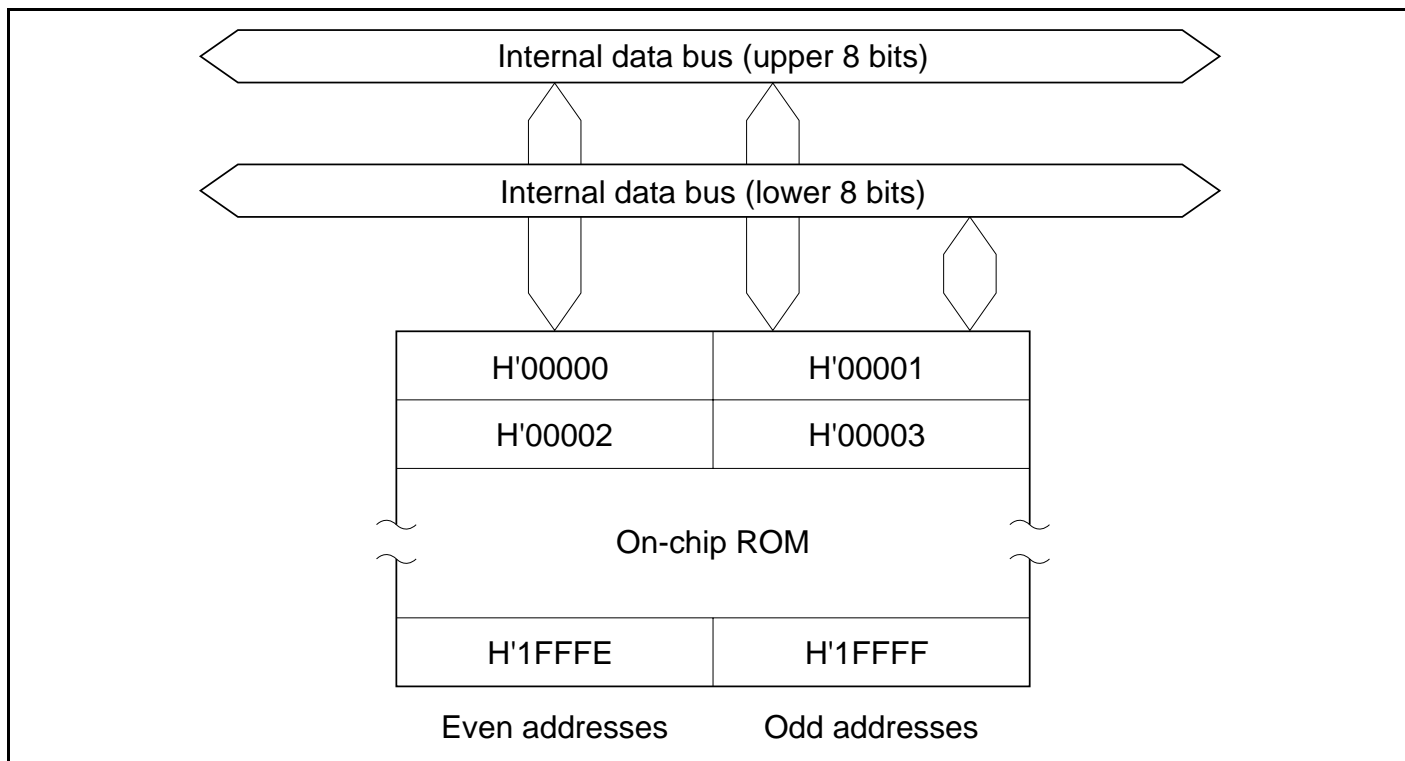 Internal data bus (upper 8 bits)
Internal data bus (lower 8 bits)
H'00000 H'00001
H'00002 H'00003
On-chip ROM
H'1FFFE H'1FFFF
Even addresses Odd addresses